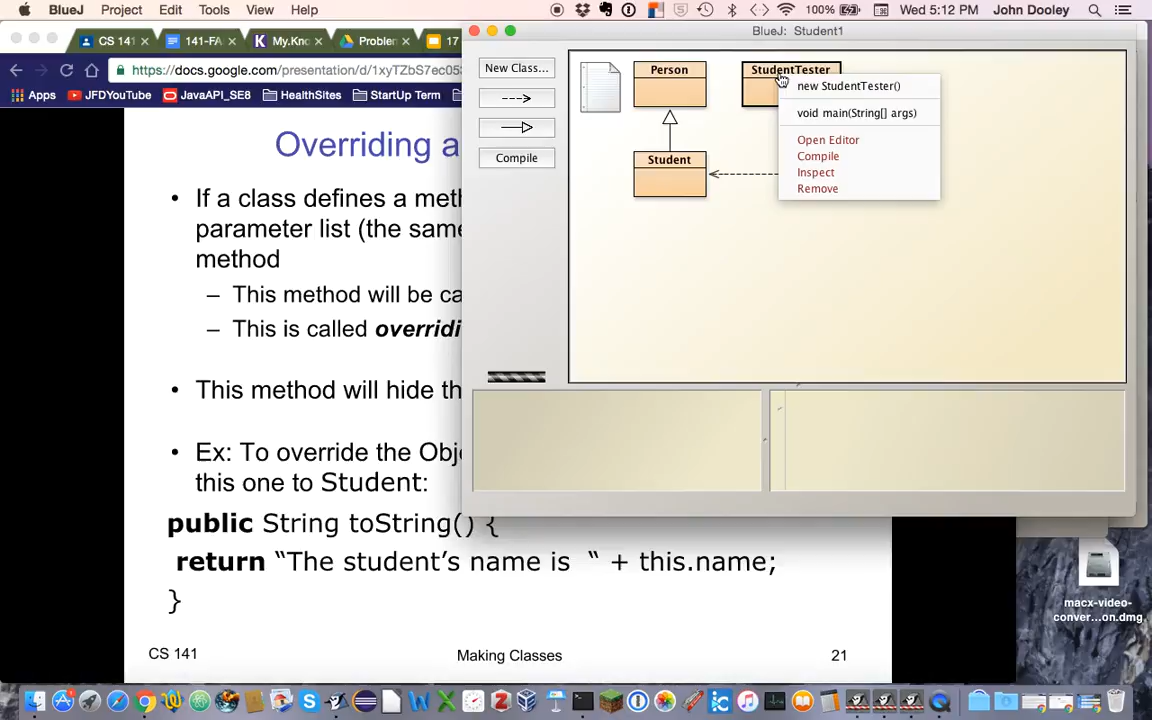 BlueJ Project Edit Tools View Help 100% Wed 5:12 PM John Dooley
BlueJ: Student1
CS 141 141-FA My.Kno Problem 17
https://docs.google.com/presentation/d/1xyTZbS7ec05
Apps JFDYouTube JavaAPI_SE8 HealthSites StartUp Term
New Class...
Compile
Person
StudentTester
Student
new StudentTester()
void main(String[] args)
Open Editor
Compile
Inspect
Remove
Overriding a
• If a class defines a meth
parameter list (the same
method
– This method will be ca
– This is called overridi
• This method will hide th
• Ex: To override the Obj
this one to Student:
public String toString() {
return “The student’s name is “ + this.name;
}
CS 141 Making Classes 21
macx-video-
conver...on.dmg